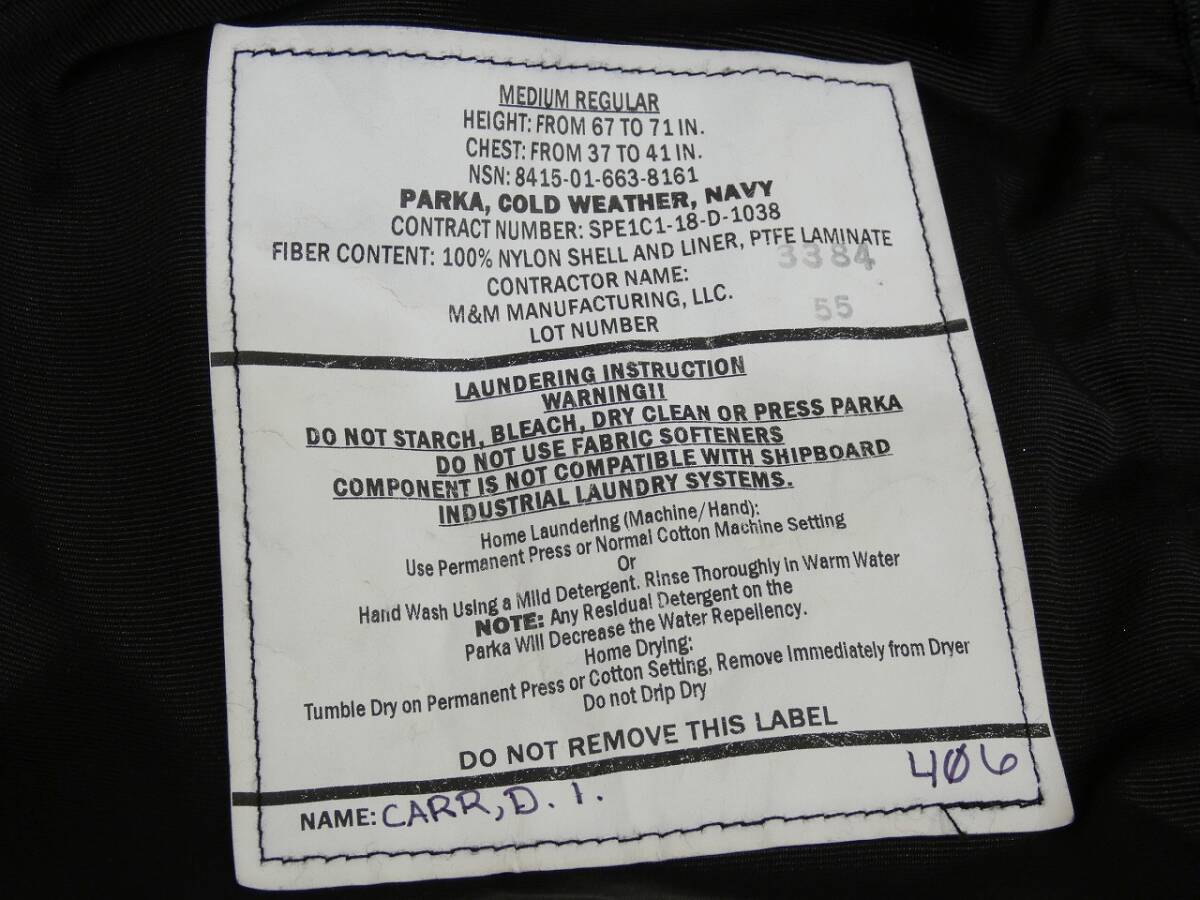 MEDIUM REGULAR
HEIGHT: FROM 67 TO 71 IN.
CHEST: FROM 37 TO 41 IN.
NSN: 8415-01-663-8161
PARKA, COLD WEATHER, NAVY
CONTRACT NUMBER: SPE1C1-18-D-1038
FIBER CONTENT: 100% NYLON SHELL AND LINER, PTFE LAMINATE
3384
CONTRACTOR NAME:
M&M MANUFACTURING, LLC.
55
LOT NUMBER
LAUNDERING INSTRUCTION
WARNING!!
DO NOT STARCH, BLEACH, DRY CLEAN OR PRESS PARKA
DO NOT USE FABRIC SOFTENERS
COMPONENT IS NOT COMPATIBLE WITH SHIPBOARD
INDUSTRIAL LAUNDRY SYSTEMS.
Home Laundering (Machine/Hand):
Use Permanent Press or Normal Cotton Machine Setting
Or
Hand Wash Using a Mild Detergent. Rinse Thoroughly in Warm Water
NOTE: Any Residual Detergent on the
Parka Will Decrease the Water Repellency.
Home Drying:
Tumble Dry on Permanent Press or Cotton Setting, Remove Immediately from Dryer
Do not Drip Dry
DO NOT REMOVE THIS LABEL
NAME: CARR, D. I.
4Ø6